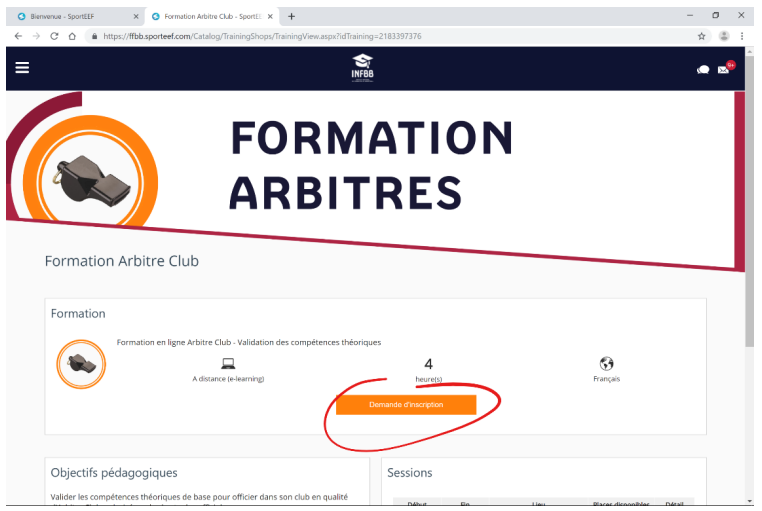 Bienvenue - SportEEF
Formation Arbitre Club - SportEE
https://ffbb.sporteef.com/Catalog/TrainingShops/TrainingView.aspx?idTraining=2183397376
INFBB
9+
FORMATION
ARBITRES
Formation Arbitre Club
Formation
Formation en ligne Arbitre Club - Validation des compétences théoriques
4
A distance (e-learning)
heure(s)
Français
Demande d'inscription
Objectifs pédagogiques
Sessions
Valider les compétences théoriques de base pour officier dans son club en qualité
Début Fin Lieu Places disponibles Détail